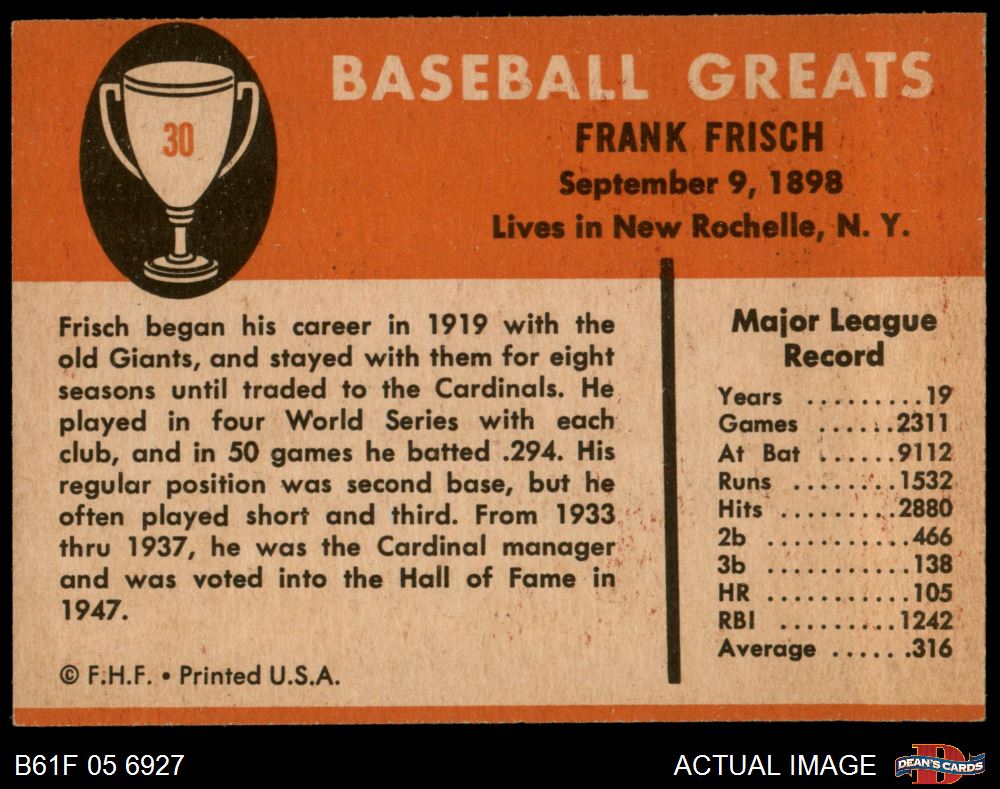 30
BASEBALL GREATS
FRANK FRISCH
September 9, 1898
Lives in New Rochelle, N. Y.
Frisch began his career in 1919 with the
old Giants, and stayed with them for eight
seasons until traded to the Cardinals. He
played in four World Series with each
club, and in 50 games he batted .294. His
regular position was second base, but he
often played short and third. From 1933
thru 1937, he was the Cardinal manager
and was voted into the Hall of Fame in
1947.
© F.H.F. • Printed U.S.A.
Major League
Record
Years .........19
Games ......2311
At Bat ......9112
Runs ........1532
Hits .........2880
2b ...........466
3b ...........138
HR ...........105
RBI .........1242
Average ......316
B61F 05 6927
ACTUAL IMAGE
D
DEAN'S CARDS